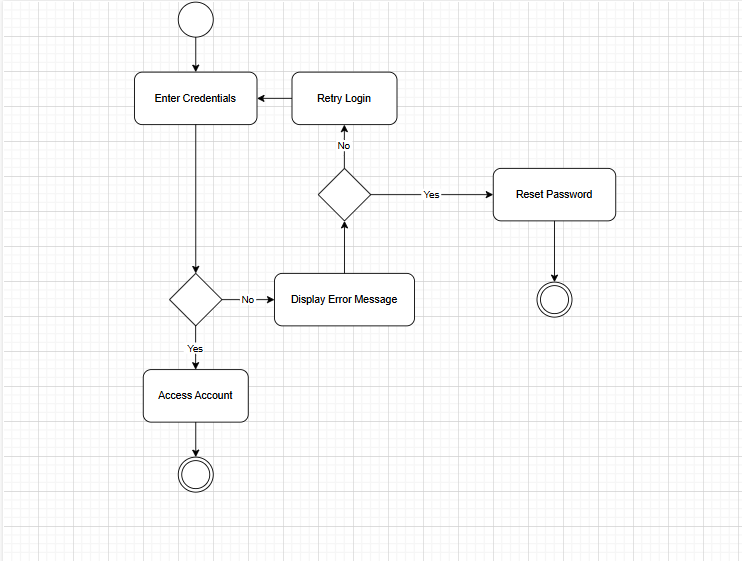 Enter Credentials
Retry Login
No
Yes
Reset Password
No
Display Error Message
Yes
Access Account